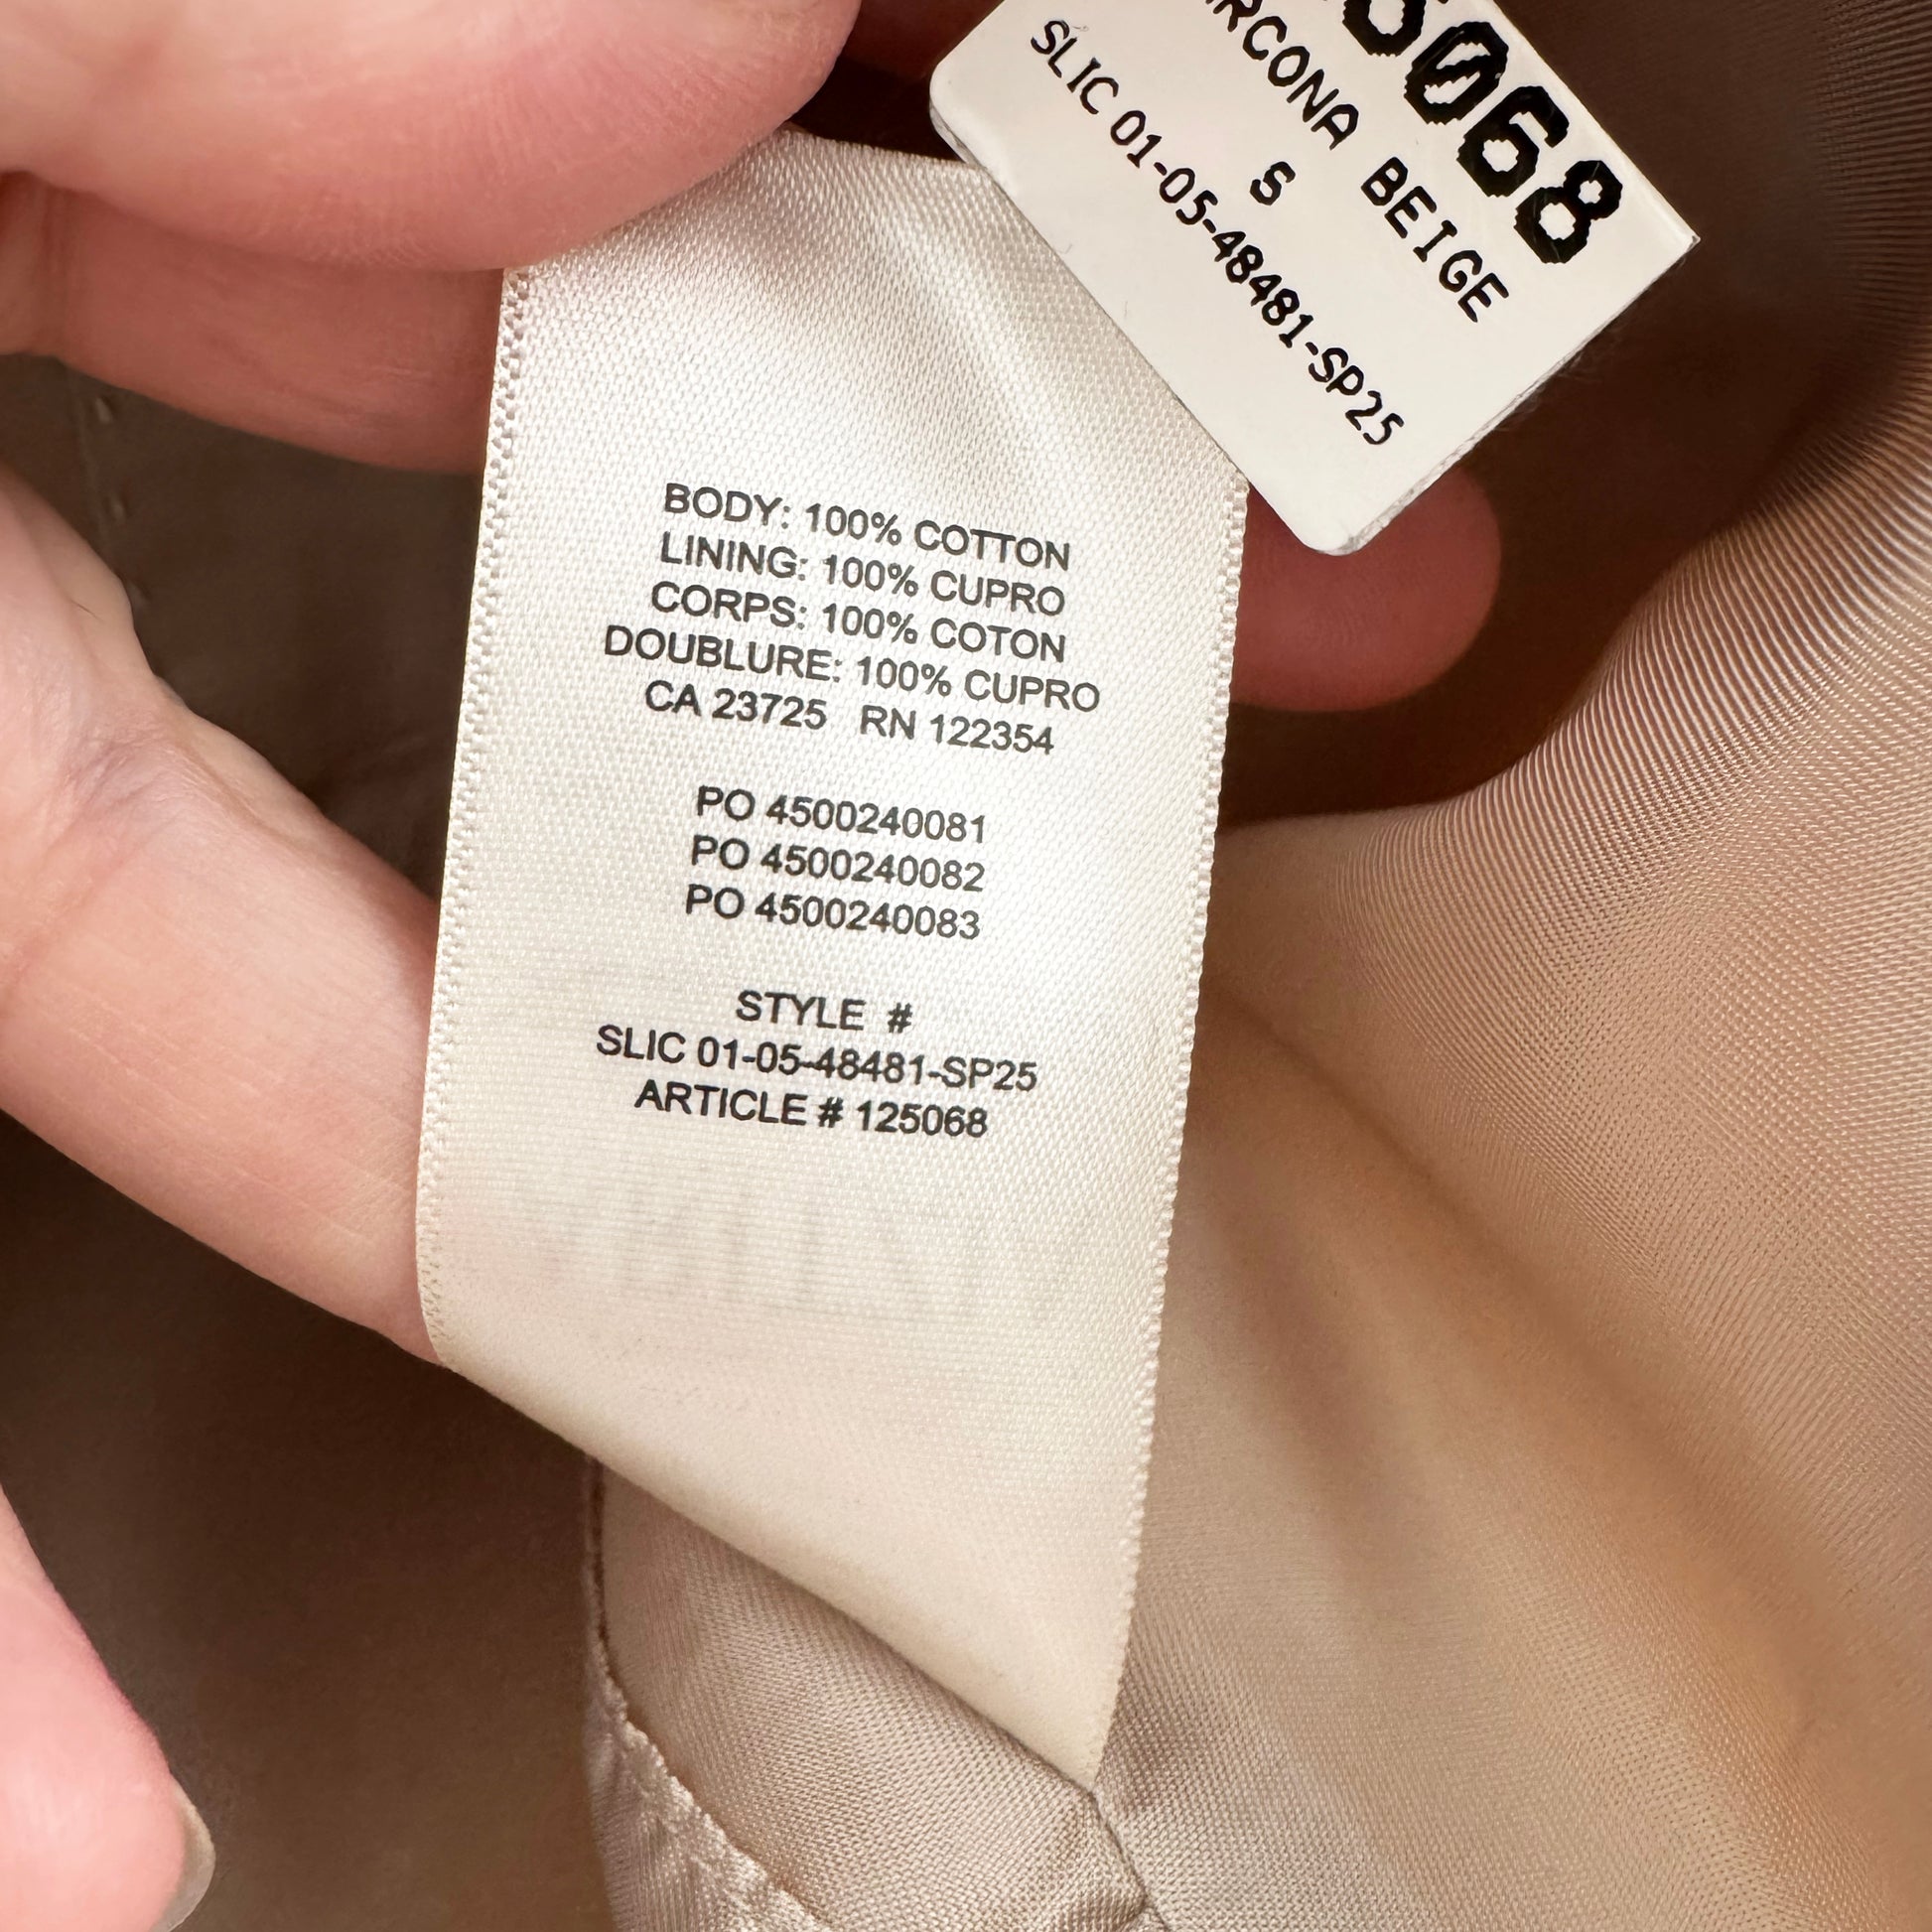 5068
ARCONA BEIGE
S
SLIC 01-05-48481-SP25
BODY: 100% COTTON
LINING: 100% CUPRO
CORPS: 100% COTON
DOUBLURE: 100% CUPRO
CA 23725 RN 122354
PO 4500240081
PO 4500240082
PO 4500240083
STYLE #
SLIC 01-05-48481-SP25
ARTICLE # 125068